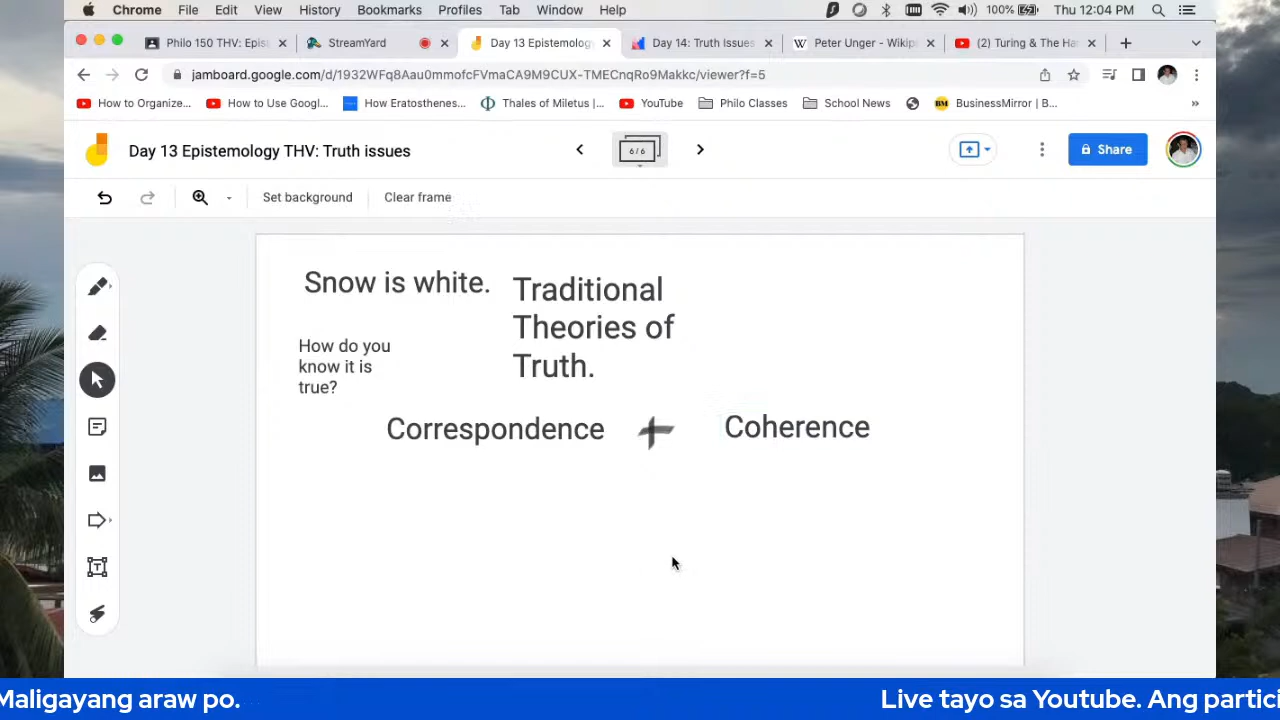 Chrome File Edit View History Bookmarks Profiles Tab Window Help 100% Thu 12:04 PM
Philo 150 THV: Epis StreamYard Day 13 Epistemology Day 14: Truth Issues Peter Unger - Wikip (2) Turing & The Ha
jamboard.google.com/d/1932WFq8Aau0mmofcFVmaCA9M9CUX-TMECnqRo9Makkc/viewer?f=5
How to Organize... How to Use Googl... How Eratosthenes... Thales of Miletus |... YouTube Philo Classes School News BM BusinessMirror | B... »
Day 13 Epistemology THV: Truth issues 6 / 6 Share
Set background Clear frame
Snow is white.
Traditional
Theories of
Truth.
How do you
know it is
true?
Correspondence + Coherence
Maligayang araw po. Live tayo sa Youtube. Ang partici